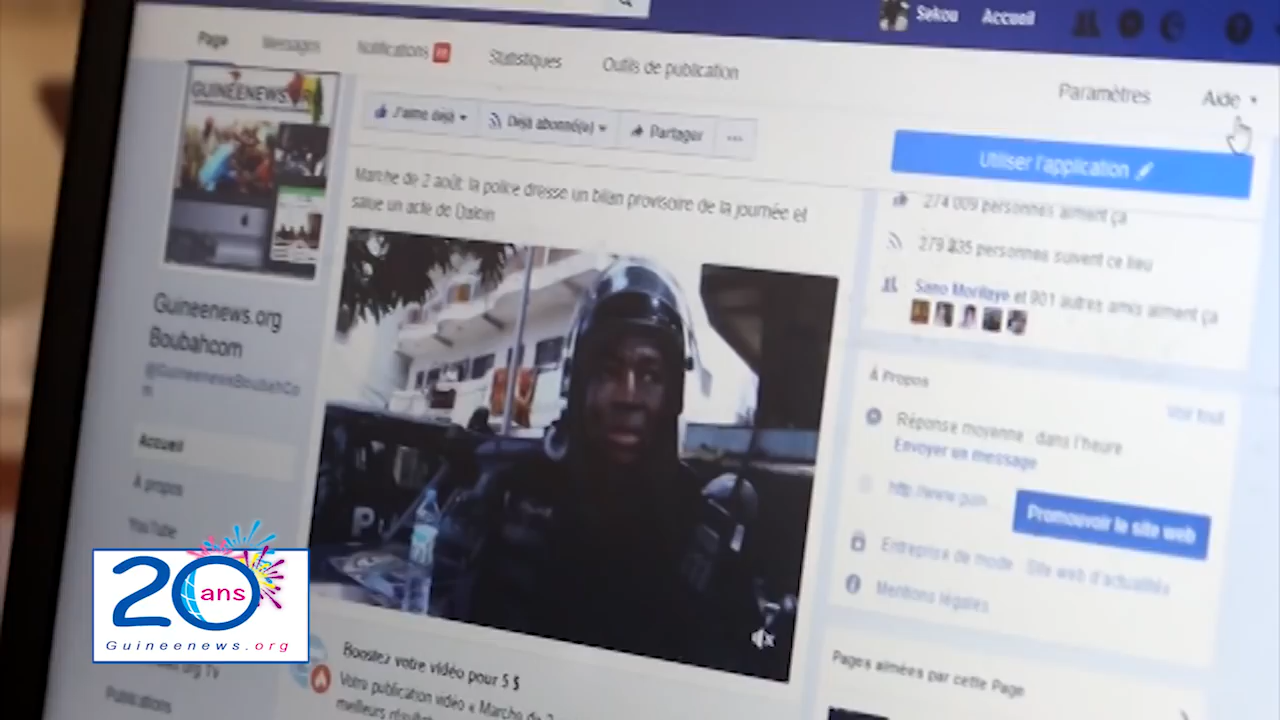 Sekou Accueil
Page Messages Notifications Statistiques Outils de publication
Paramètres Aide
GUINEENEWS
J'aime déjà Déjà abonné(e) Partager ...
Utiliser l'application
Marche de 2 août: la police dresse un bilan provisoire de la journée et
salue un acte de
274 009 personnes aiment ça
personnes suivent ce lieu
Sano et 901 autres amis aiment ça
Guineenews.org
Boubahcom
@GuineenewsBoubahCo
m
À Propos Voir tout
Réponse moyenne : dans l'heure
Envoyer un message
Accueil
À propos
YouTube
Promouvoir le site web
Entreprise de mode · Site web d'actualités
Mentions légales
20 ans
Guineenews.org
Tv
Publications
Boostez votre vidéo pour 5 $
Votre publication vidéo « Marche de 2
Pages aimées par cette Page